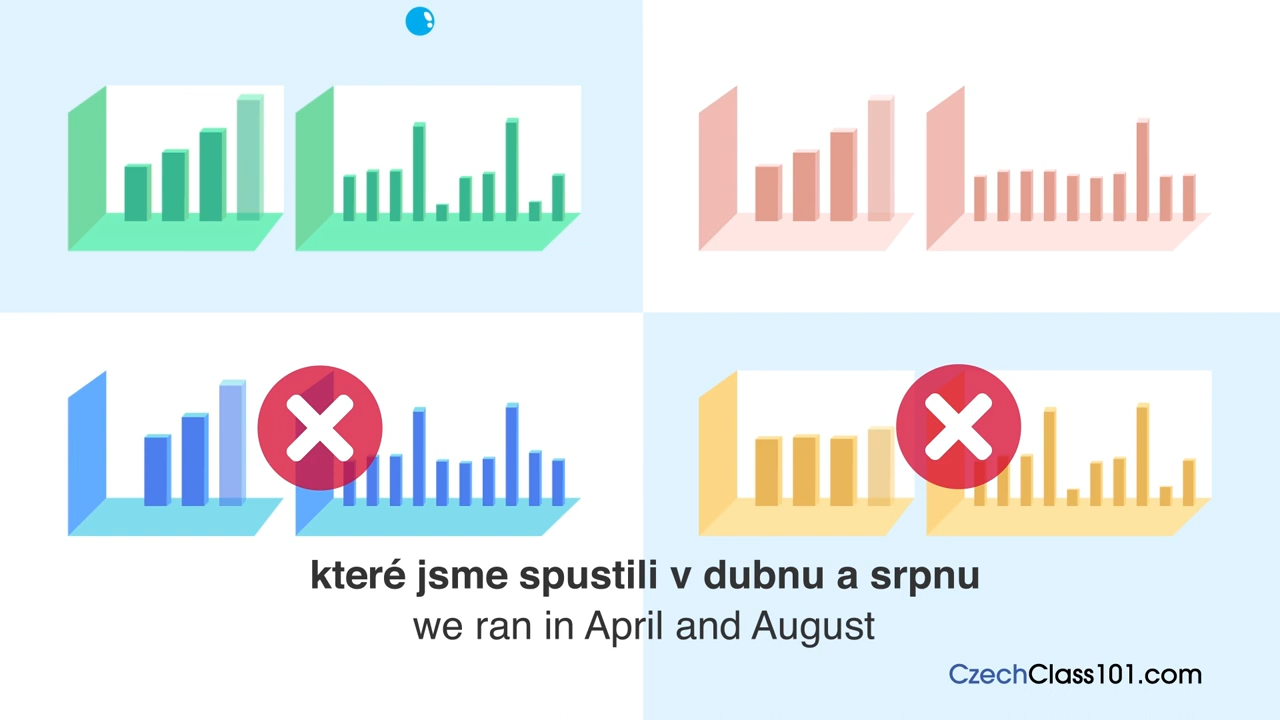 které jsme spustili v dubnu a srpnu
we ran in April and August
CzechClass101.com